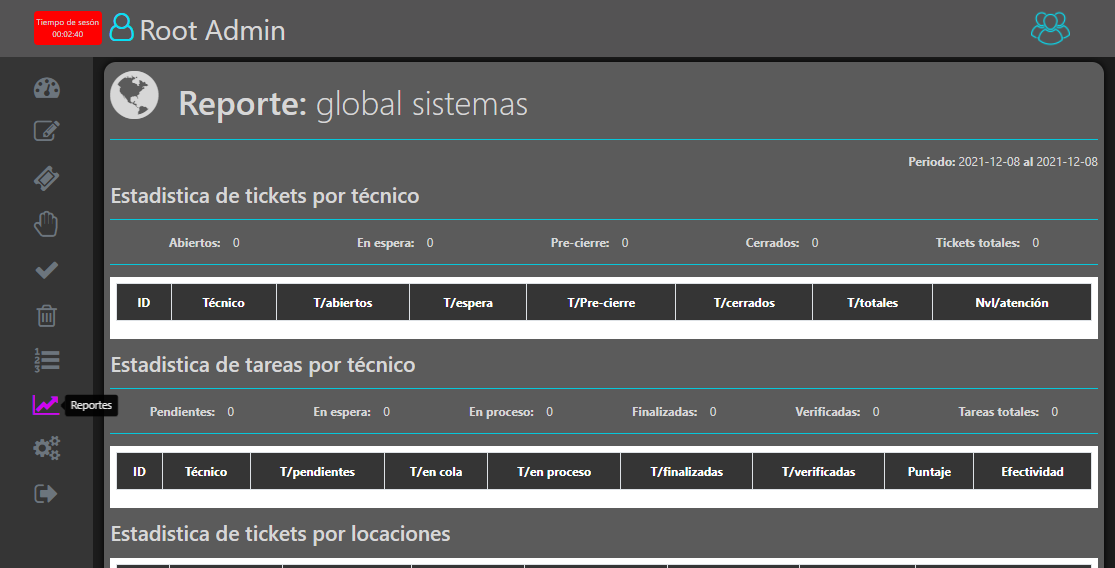 Tiempo de sesón
00:02:40
Root Admin
Reporte: global sistemas
Periodo: 2021-12-08 al 2021-12-08
Estadistica de tickets por técnico
Abiertos: 0 En espera: 0 Pre-cierre: 0 Cerrados: 0 Tickets totales: 0
ID Técnico T/abiertos T/espera T/Pre-cierre T/cerrados T/totales Nvl/atención
Estadistica de tareas por técnico
1
2
3
Reportes
Pendientes: 0 En espera: 0 En proceso: 0 Finalizadas: 0 Verificadas: 0 Tareas totales: 0
ID Técnico T/pendientes T/en cola T/en proceso T/finalizadas T/verificadas Puntaje Efectividad
Estadistica de tickets por locaciones